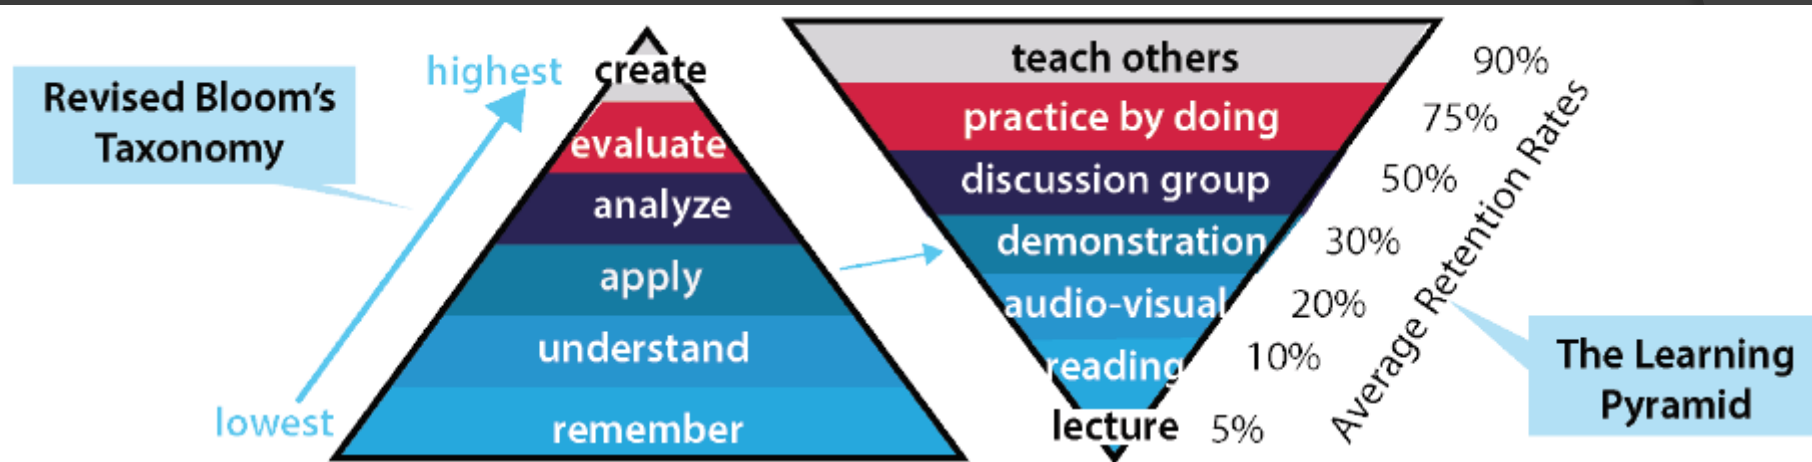 Revised Bloom's
Taxonomy
highest
lowest
create
evaluate
analyze
apply
understand
remember
teach others
practice by doing
discussion group
demonstration
audio-visual
reading
lecture
90%
75%
50%
30%
20%
10%
5%
Average Retention Rates
The Learning
Pyramid